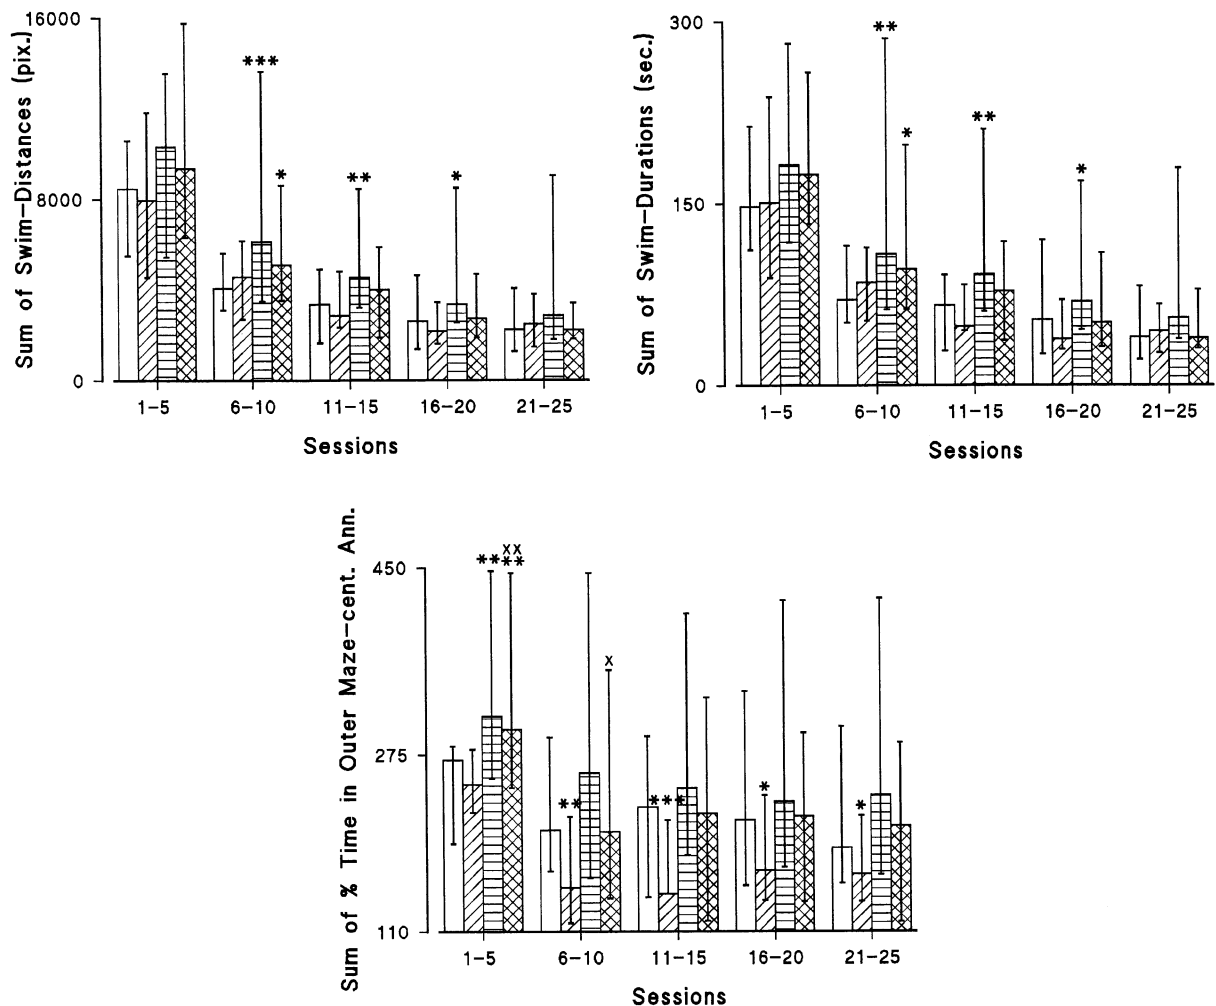 Sum of Swim-Distances (pix.)
16000
8000
0
***
*
**
*
1-5 6-10 11-15 16-20 21-25
Sessions
Sum of Swim-Durations (sec.)
300
150
0
**
*
**
*
1-5 6-10 11-15 16-20 21-25
Sessions
Sum of % Time in Outer Maze-cent. Ann.
450
275
110
xx
** **
x
**
***
*
*
1-5 6-10 11-15 16-20 21-25
Sessions